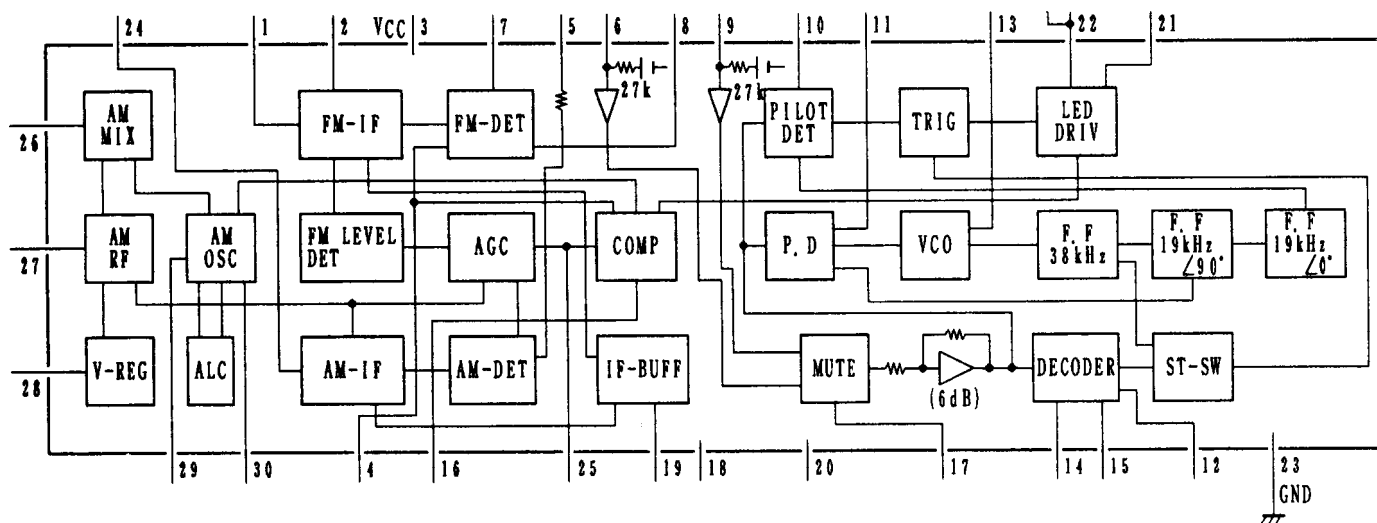 24 1 2 VCC 3 7 5 6 8 9 10 11 13 22 21
27k 27k
AM MIX
FM-IF
FM-DET
PILOT DET
TRIG
LED DRIV
26
AM RF
AM OSC
FM LEVEL DET
AGC
COMP
P.D
VCO
F.F 38kHz
F.F 19kHz ∠90°
F.F 19kHz ∠0°
27
V-REG
ALC
AM-IF
AM-DET
IF-BUFF
MUTE
(6dB)
DECODER
ST-SW
28
29 30 4 16 25 19 18 20 17 14 15 12 23
GND